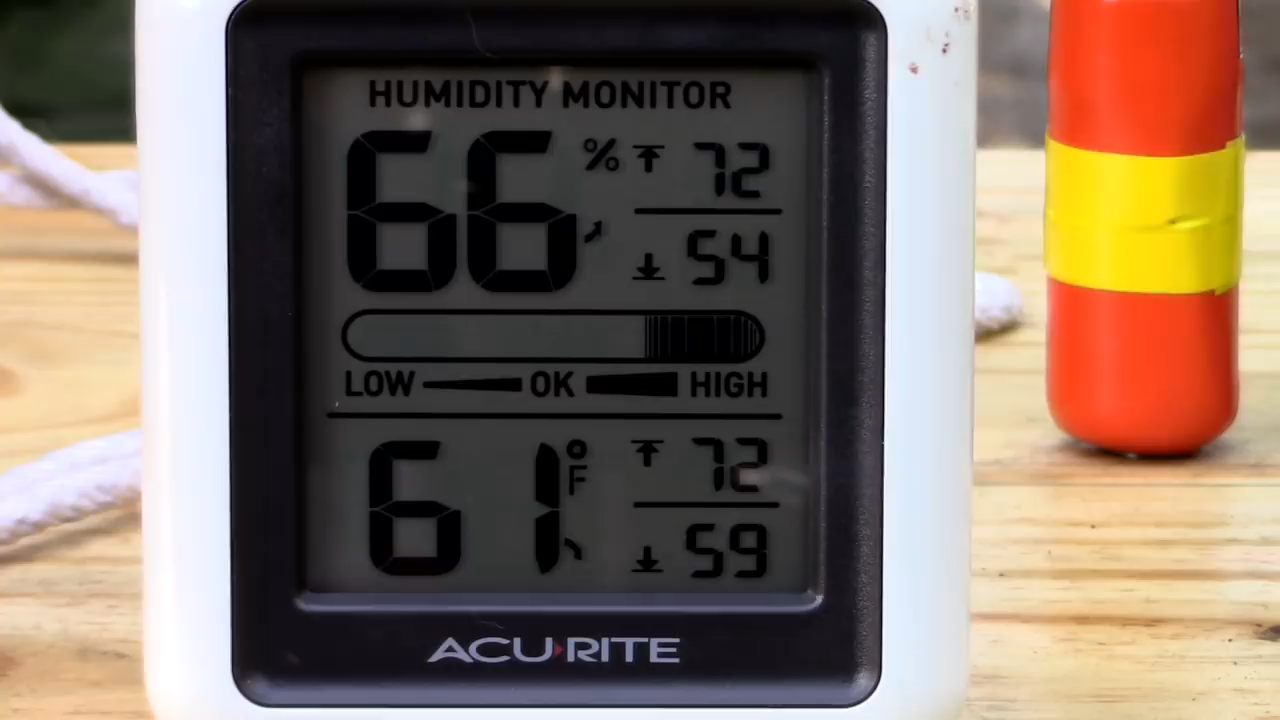 HUMIDITY MONITOR
66 % 72
54
LOW OK HIGH
61 °F 72
59
ACURITE